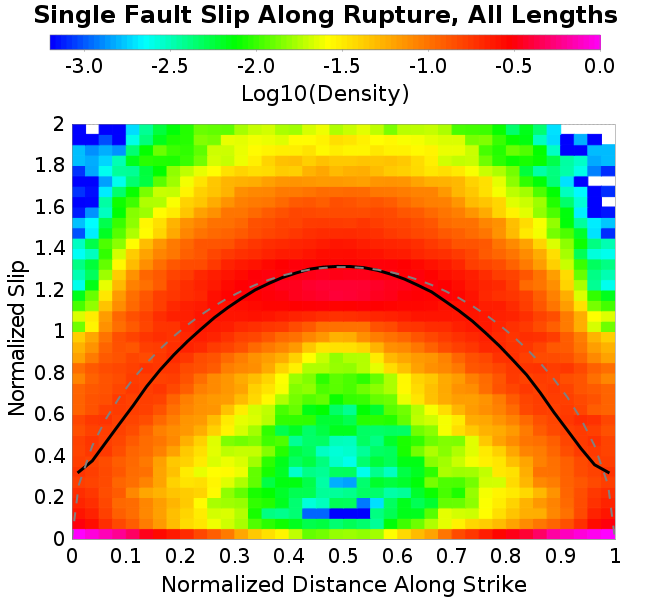 Single Fault Slip Along Rupture, All Lengths
-3.0 -2.5 -2.0 -1.5 -1.0 -0.5 0.0
Log10(Density)
2
1.8
1.6
1.4
1.2
1
0.8
0.6
0.4
0.2
0
Normalized Slip
0 0.1 0.2 0.3 0.4 0.5 0.6 0.7 0.8 0.9 1
Normalized Distance Along Strike